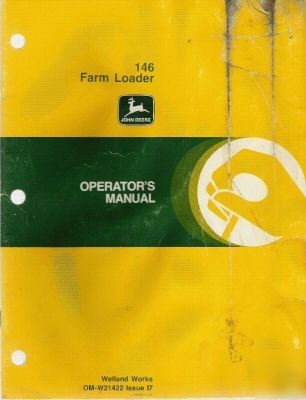 146
Farm Loader
JOHN DEERE
OPERATOR'S
MANUAL
Welland Works
OM-W21422 Issue I7